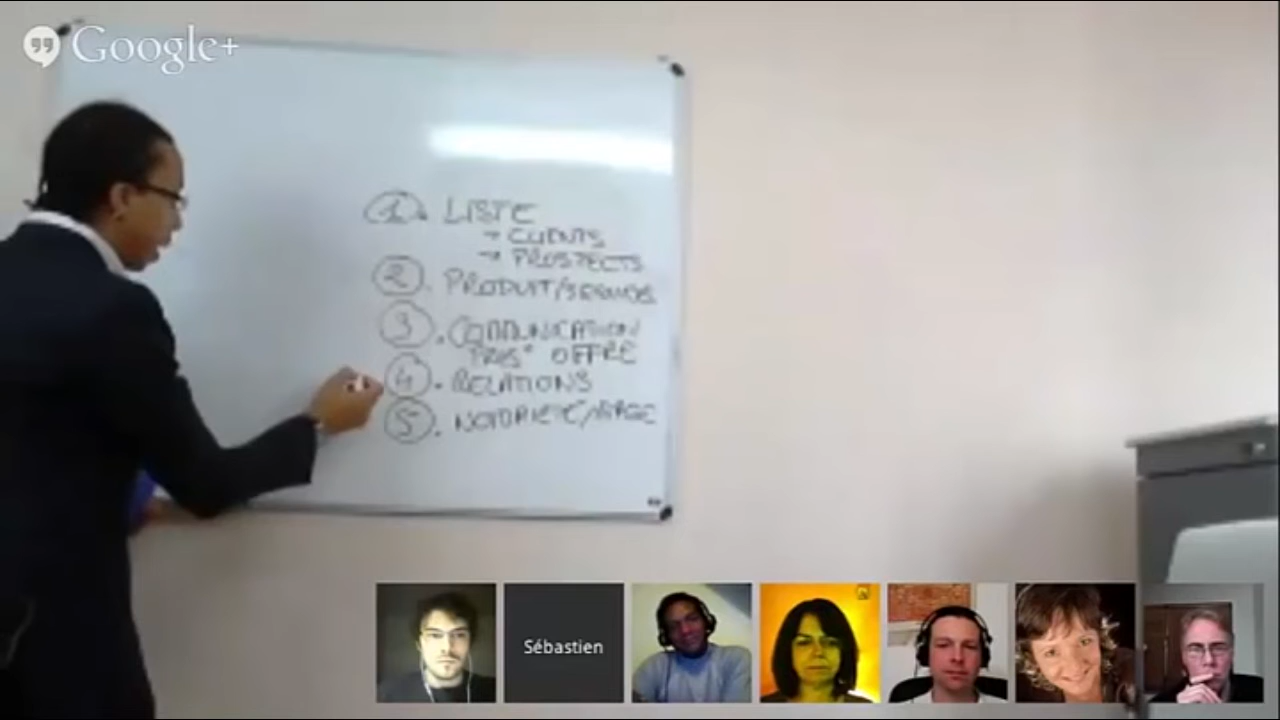 Google+
1. LISTE
→ CLIENTS
→ PROSPECTS
2. PRODUIT/SERVICES
3. COMMUNICATION
PRES° OFFRE
4. RELATIONS
5. NOTORIETE/IMAGE
Sébastien